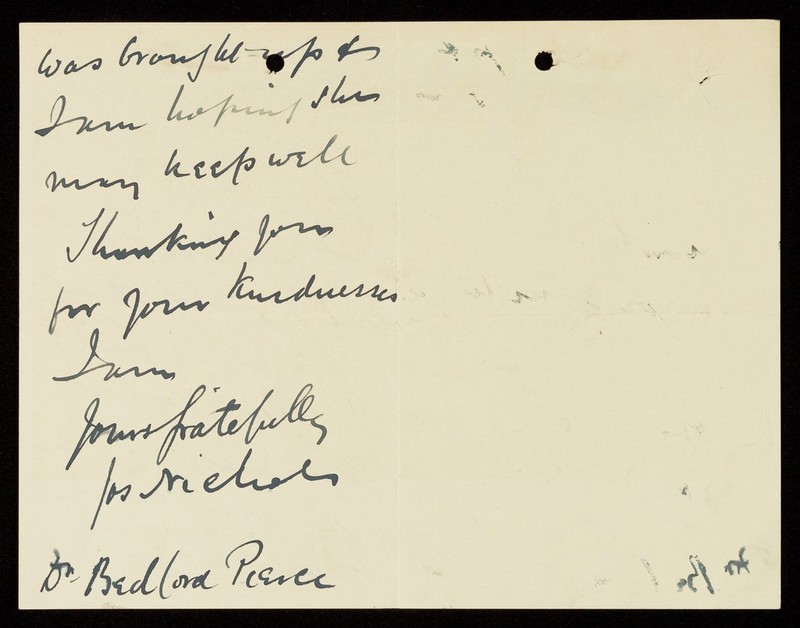 was brought up &
I am hoping she
may keep well
Thanking you
for your kindnesses
I am
Yours gratefully
Jos Nichols
Dr Bedford Pierce